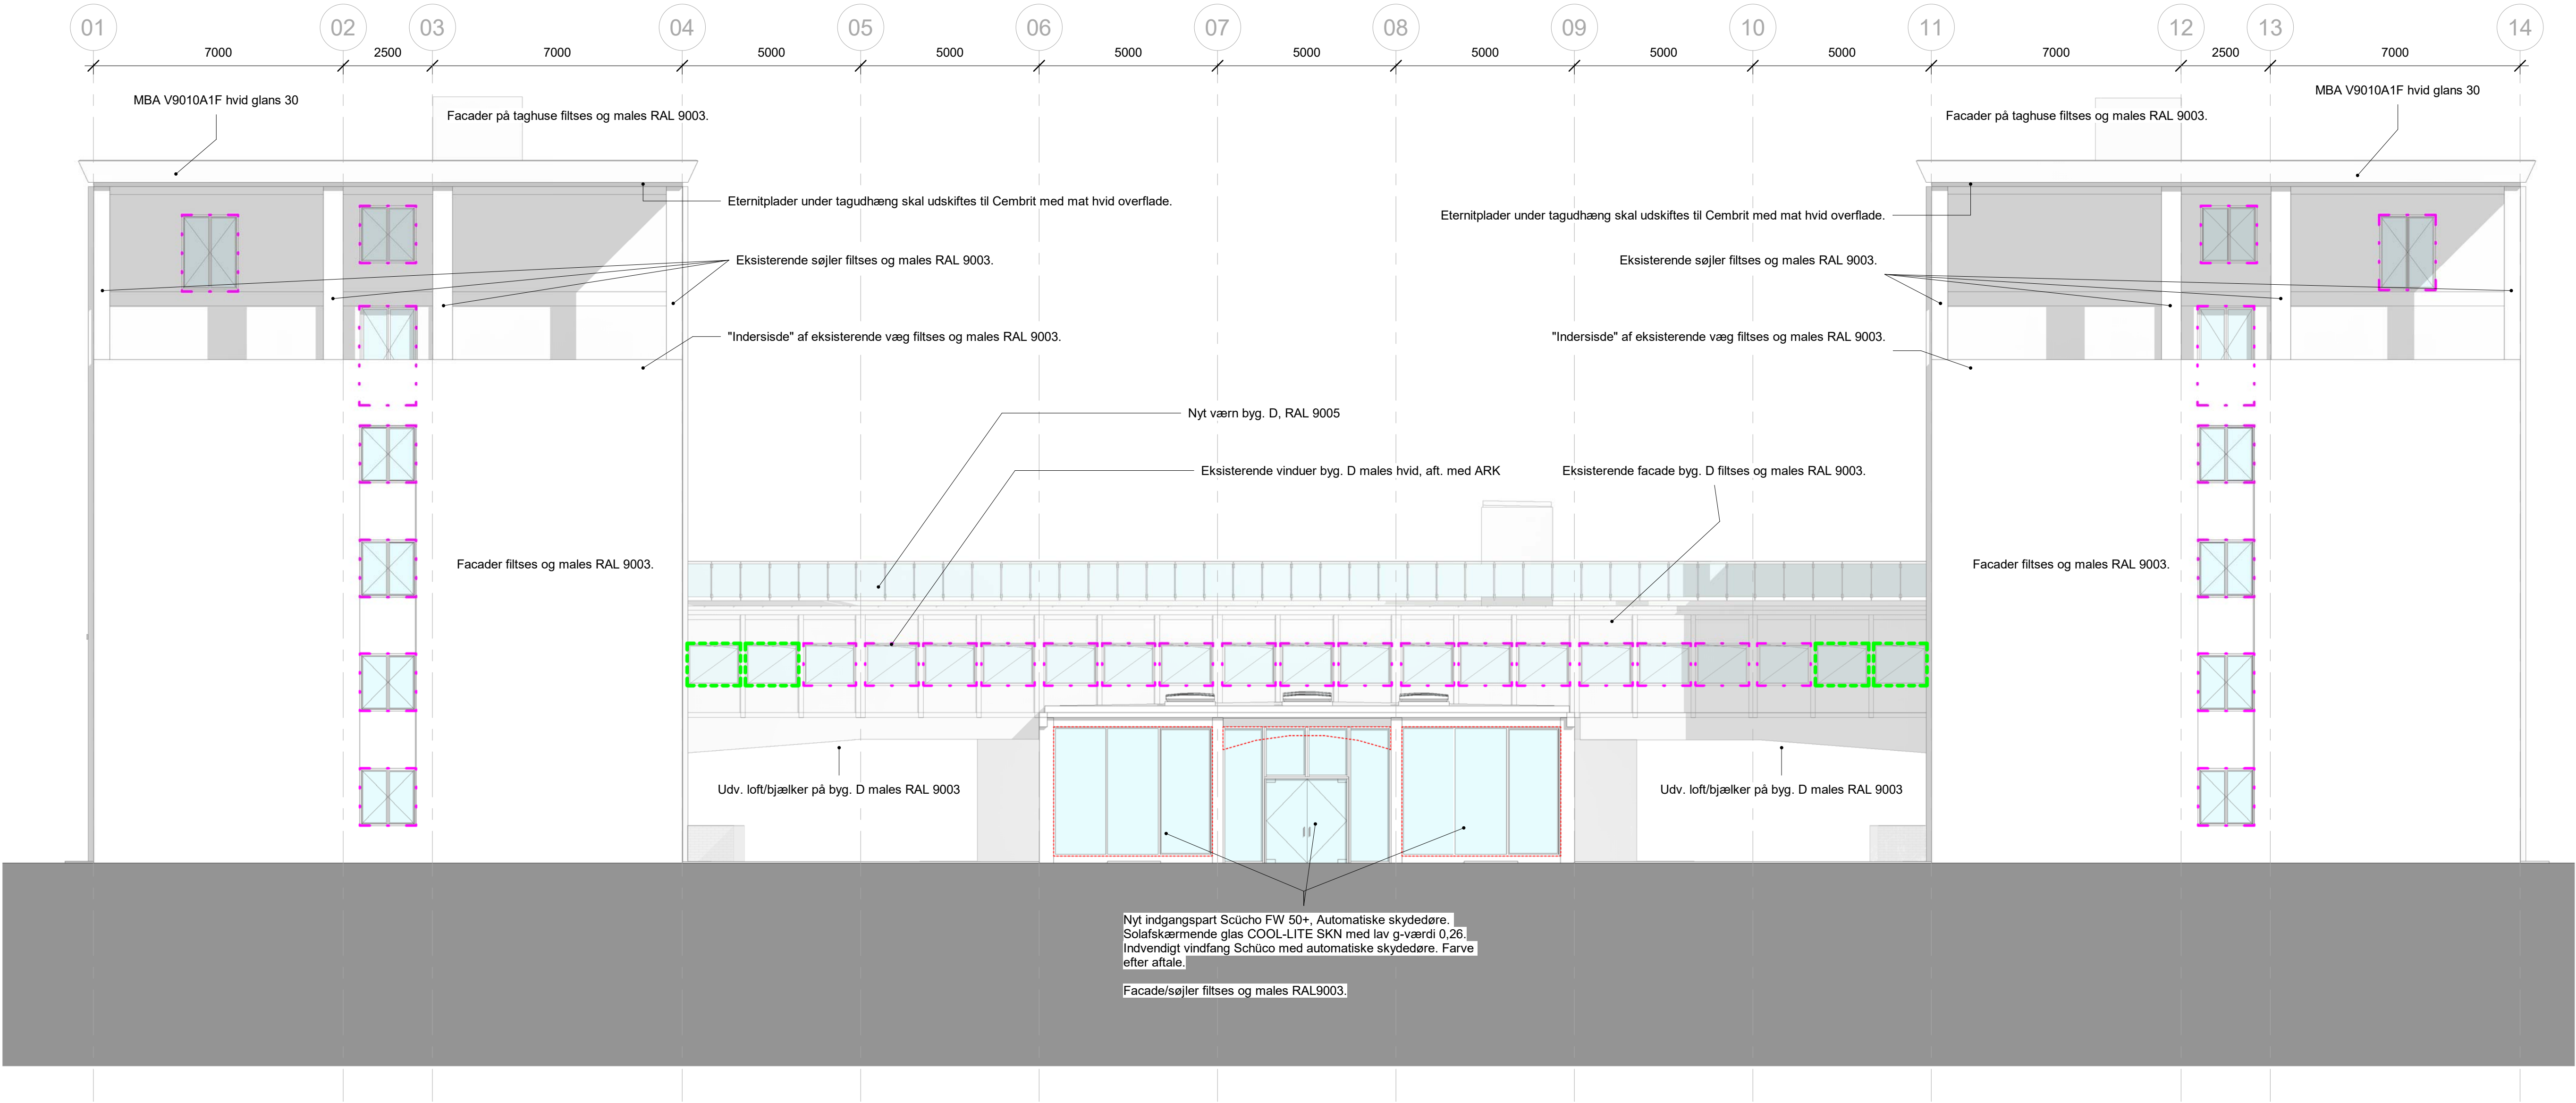 01 02 03 04 05 06 07 08 09 10 11 12 13 14
7000 2500 7000 5000 5000 5000 5000 5000 5000 5000 7000 2500 7000
MBA V9010A1F hvid glans 30
MBA V9010A1F hvid glans 30
Facader på taghuse filtses og males RAL 9003.
Facader på taghuse filtses og males RAL 9003.
Eternitplader under tagudhæng skal udskiftes til Cembrit med mat hvid overflade.
Eternitplader under tagudhæng skal udskiftes til Cembrit med mat hvid overflade.
Eksisterende søjler filtses og males RAL 9003.
Eksisterende søjler filtses og males RAL 9003.
"Indersisde" af eksisterende væg filtses og males RAL 9003.
"Indersisde" af eksisterende væg filtses og males RAL 9003.
Nyt værn byg. D, RAL 9005
Eksisterende vinduer byg. D males hvid, aft. med ARK
Eksisterende facade byg. D filtses og males RAL 9003.
Facader filtses og males RAL 9003.
Facader filtses og males RAL 9003.
Udv. loft/bjælker på byg. D males RAL 9003
Udv. loft/bjælker på byg. D males RAL 9003
Nyt indgangspart Scücho FW 50+, Automatiske skydedøre.
Solafskærmende glas COOL-LITE SKN med lav g-værdi 0,26.
Indvendigt vindfang Schüco med automatiske skydedøre. Farve
efter aftale.
Facade/søjler filtses og males RAL9003.